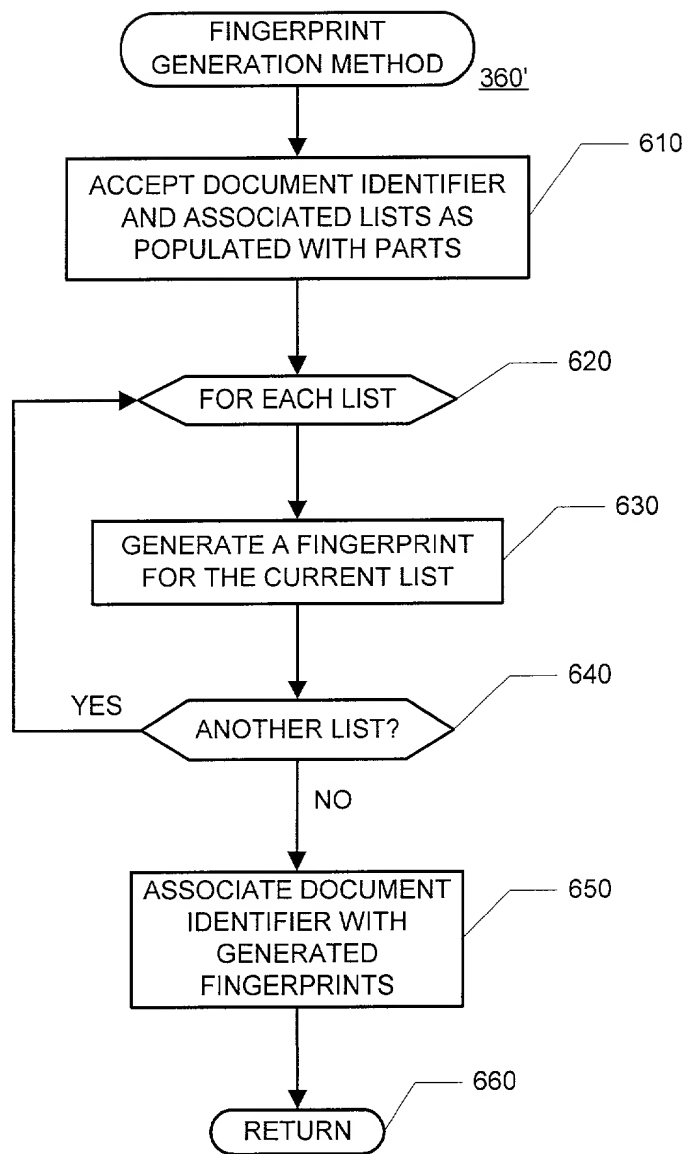 FINGERPRINT
GENERATION METHOD
360'
610
ACCEPT DOCUMENT IDENTIFIER
AND ASSOCIATED LISTS AS
POPULATED WITH PARTS
620
FOR EACH LIST
630
GENERATE A FINGERPRINT
FOR THE CURRENT LIST
640
YES
ANOTHER LIST?
NO
650
ASSOCIATE DOCUMENT
IDENTIFIER WITH
GENERATED
FINGERPRINTS
660
RETURN